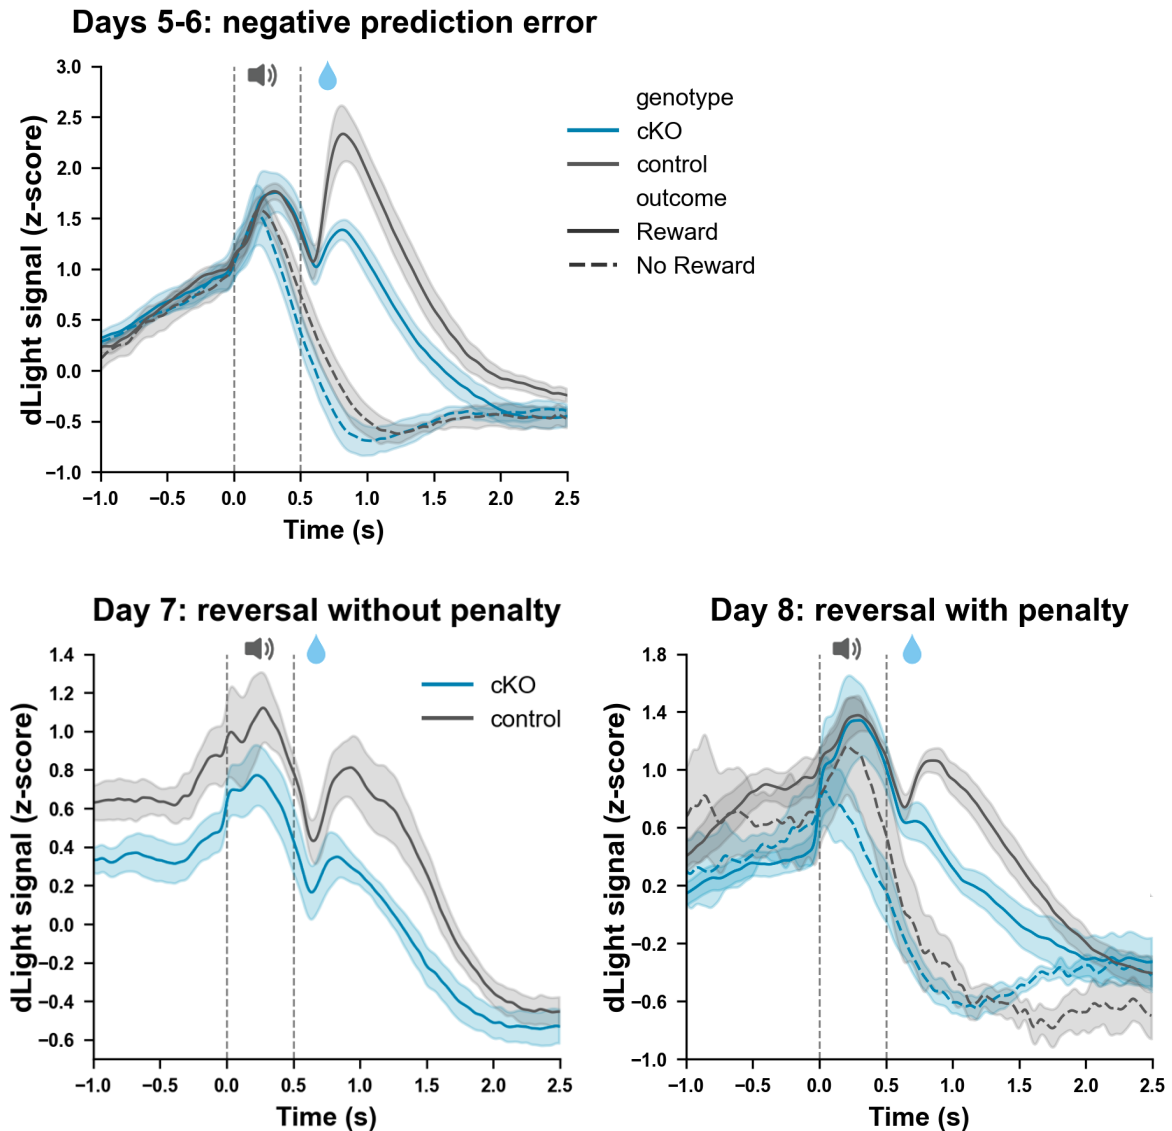 Days 5-6: negative prediction error
dLight signal (z-score)
3.0
2.5
2.0
1.5
1.0
0.5
0.0
−0.5
−1.0
−1.0 −0.5 0.0 0.5 1.0 1.5 2.0 2.5
Time (s)
genotype
cKO
control
outcome
Reward
No Reward
Day 7: reversal without penalty
dLight signal (z-score)
1.4
1.2
1.0
0.8
0.6
0.4
0.2
0.0
−0.2
−0.4
−0.6
−1.0 −0.5 0.0 0.5 1.0 1.5 2.0 2.5
Time (s)
cKO
control
Day 8: reversal with penalty
dLight signal (z-score)
1.8
1.4
1.0
0.6
0.2
−0.2
−0.6
−1.0
−1.0 −0.5 0.0 0.5 1.0 1.5 2.0 2.5
Time (s)